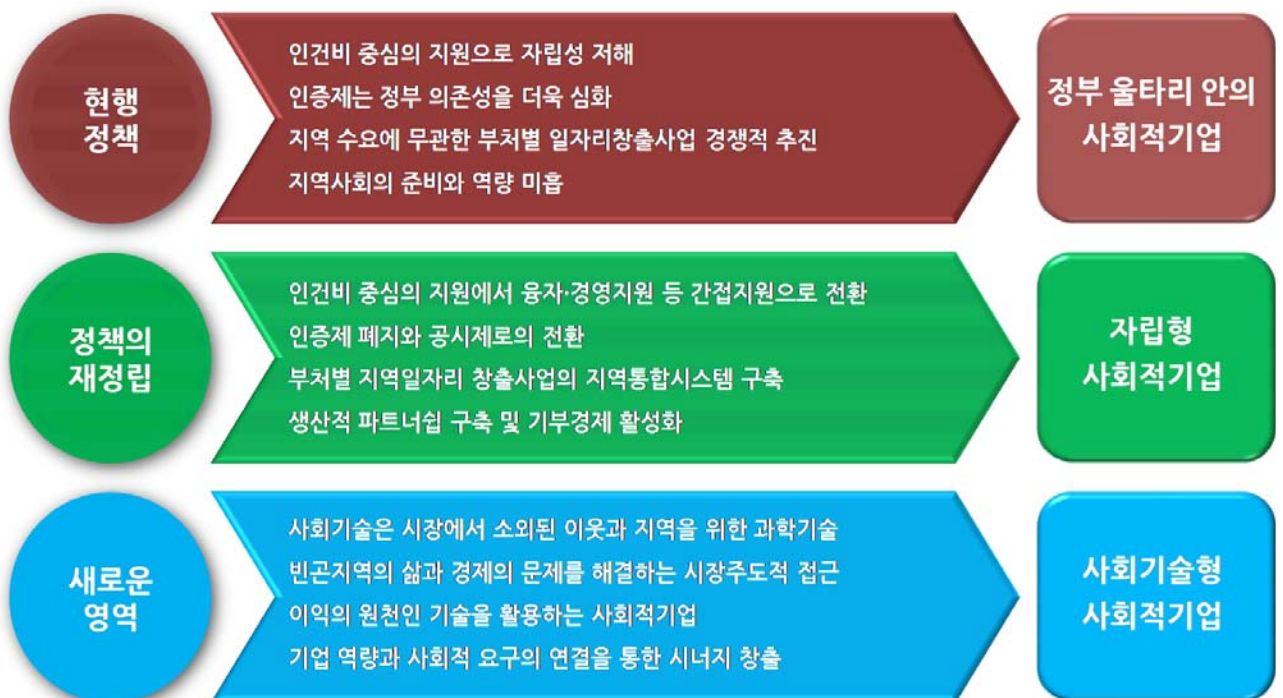 현행
정책
인건비 중심의 지원으로 자립성 저해
인증제는 정부 의존성을 더욱 심화
지역 수요에 무관한 부처별 일자리창출사업 경쟁적 추진
지역사회의 준비와 역량 미흡
정부 울타리 안의
사회적기업
정책의
재정립
인건비 중심의 지원에서 융자·경영지원 등 간접지원으로 전환
인증제 폐지와 공시제로의 전환
부처별 지역일자리 창출사업의 지역통합시스템 구축
생산적 파트너쉽 구축 및 기부경제 활성화
자립형
사회적기업
새로운
영역
사회기술은 시장에서 소외된 이웃과 지역을 위한 과학기술
빈곤지역의 삶과 경제의 문제를 해결하는 시장주도적 접근
이익의 원천인 기술을 활용하는 사회적기업
기업 역량과 사회적 요구의 연결을 통한 시너지 창출
사회기술형
사회적기업